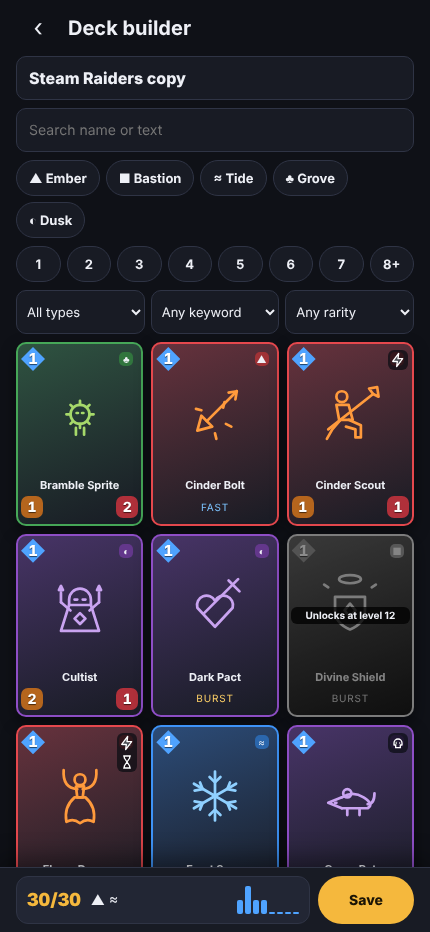 Deck builder
Steam Raiders copy
Search name or text
Ember
Bastion
Tide
Grove
Dusk
1 2 3 4 5 6 7 8+
All types Any keyword Any rarity
1 1 1
Bramble Sprite Cinder Bolt Cinder Scout
FAST
1 2 1 1
1 1 1
Unlocks at level 12
Cultist Dark Pact Divine Shield
BURST BURST
2 1
1 1 1
30/30
Save